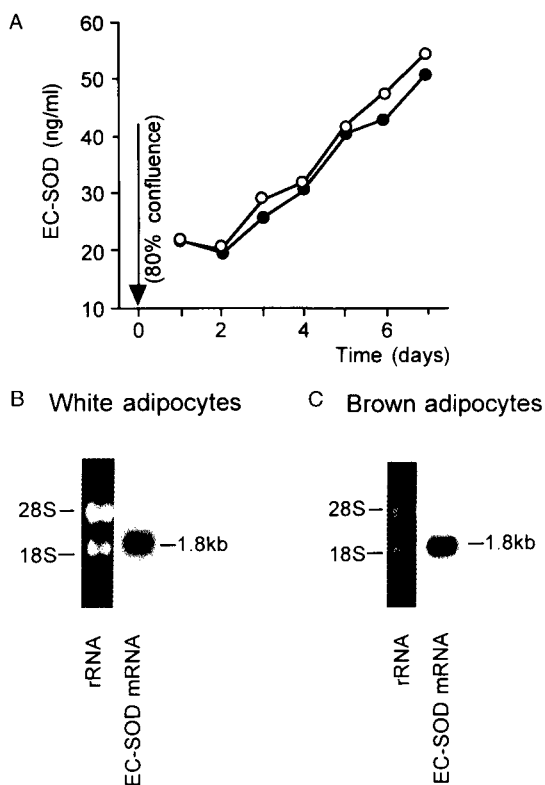 A
60
50
40
30
20
10
EC-SOD (ng/ml)
(80% confluence)
0
2
4
6
Time (days)
B White adipocytes
C Brown adipocytes
28S
18S
1.8kb
rRNA
EC-SOD mRNA
28S
18S
1.8kb
rRNA
EC-SOD mRNA